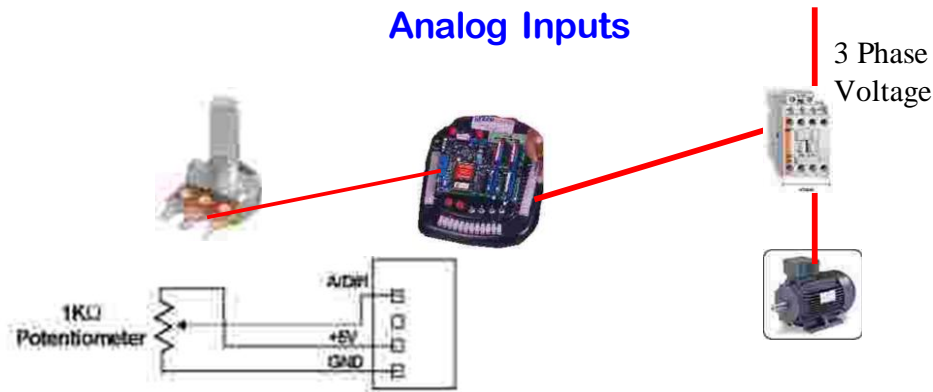 Analog Inputs
3 Phase
Voltage
A/D#1
1KΩ
Potentiometer
+5V
GND